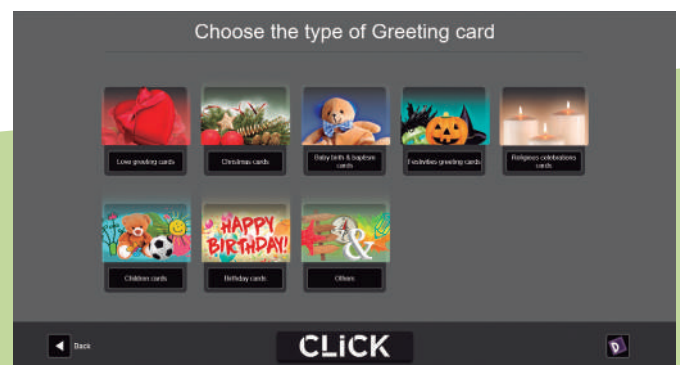 Choose the type of Greeting card
Love greeting cards
Christmas cards
Baby birth & baptism
cards
Festivities greeting cards
Religious celebrations
cards
HAPPY
BIRTHDAY!
&
Children cards
Birthday cards
Others
Back
CLiCK
D